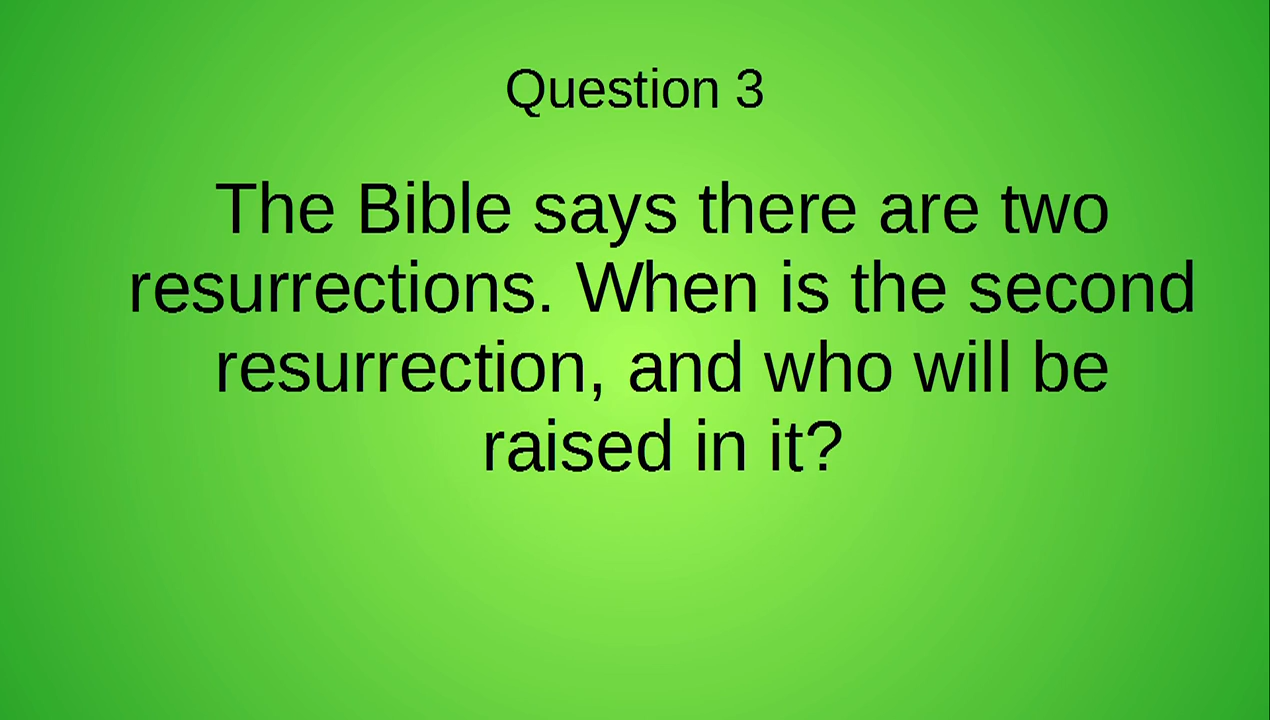 Question 3
The Bible says there are two
resurrections. When is the second
resurrection, and who will be
raised in it?